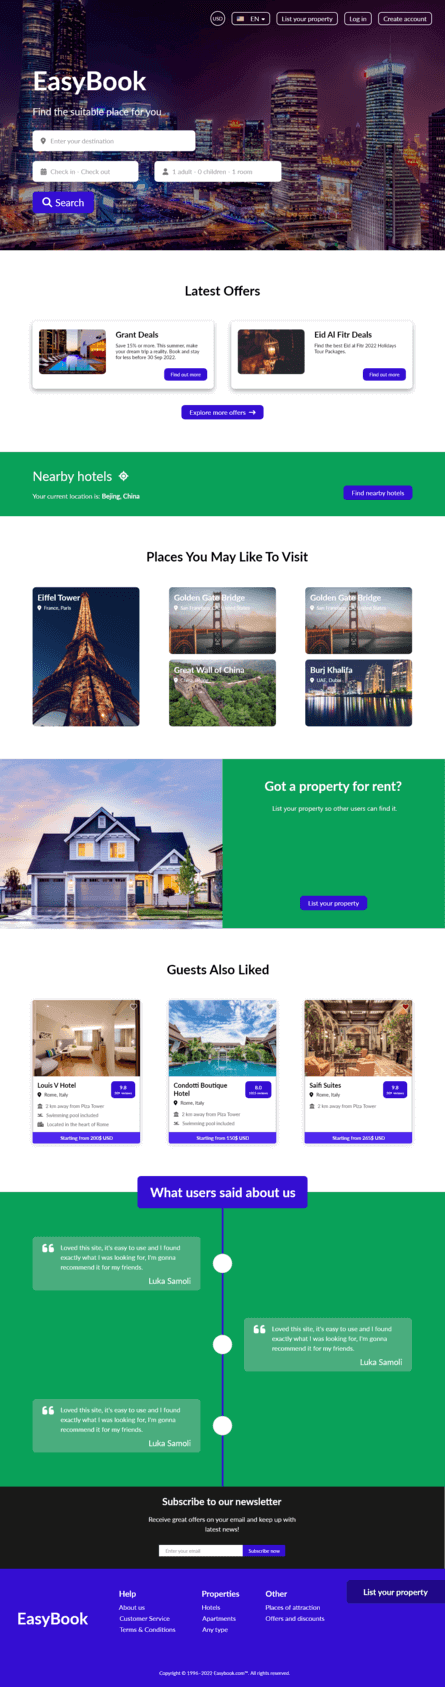 USD
EN
List your property
Log in
Create account
EasyBook
Find the suitable place for you
Enter your destination
Check in - Check out
1 adult - 0 children - 1 room
Search
Latest Offers
Grant Deals
Save 15% or more. This summer, make
your dream trip a reality. Book and stay
for less before 30 Sep 2022.
Find out more
Eid Al Fitr Deals
Find the best Eid al Fitr 2022 Holidays
Tour Packages.
Find out more
Explore more offers
Nearby hotels
Your current location is: Bejing, China
Find nearby hotels
Places You May Like To Visit
Eiffel Tower
France, Paris
Golden Gate Bridge
San Francisco
Golden Gate Bridge
San Francisco
Great Wall of China
Burj Khalifa
UAE, Dubai
Got a property for rent?
List your property so other users can find it.
List your property
Guests Also Liked
Louis V Hotel
9.8
Rome, Italy
2 km away from Plza Tower
Swimming pool included
Located in the heart of Rome
Starting from 200$ USD
Condotti Boutique
Hotel
8.0
Rome, Italy
2 km away from Plza Tower
Swimming pool included
Starting from 150$ USD
Saifi Suites
9.8
Rome, Italy
2 km away from Plza Tower
Starting from 265$ USD
What users said about us
Loved this site, it's easy to use and I found
exactly what I was looking for, I'm gonna
recommend it for my friends.
Luka Samoli
Loved this site, it's easy to use and I found
exactly what I was looking for, I'm gonna
recommend it for my friends.
Luka Samoli
Loved this site, it's easy to use and I found
exactly what I was looking for, I'm gonna
recommend it for my friends.
Luka Samoli
Subscribe to our newsletter
Receive great offers on your email and keep up with
latest news!
Enter your email
Subscribe now
EasyBook
Help
About us
Customer Service
Terms & Conditions
Properties
Hotels
Apartments
Any type
Other
Places of attraction
Offers and discounts
List your property
Copyright © 1996-2022 Easybook.com™. All rights reserved.